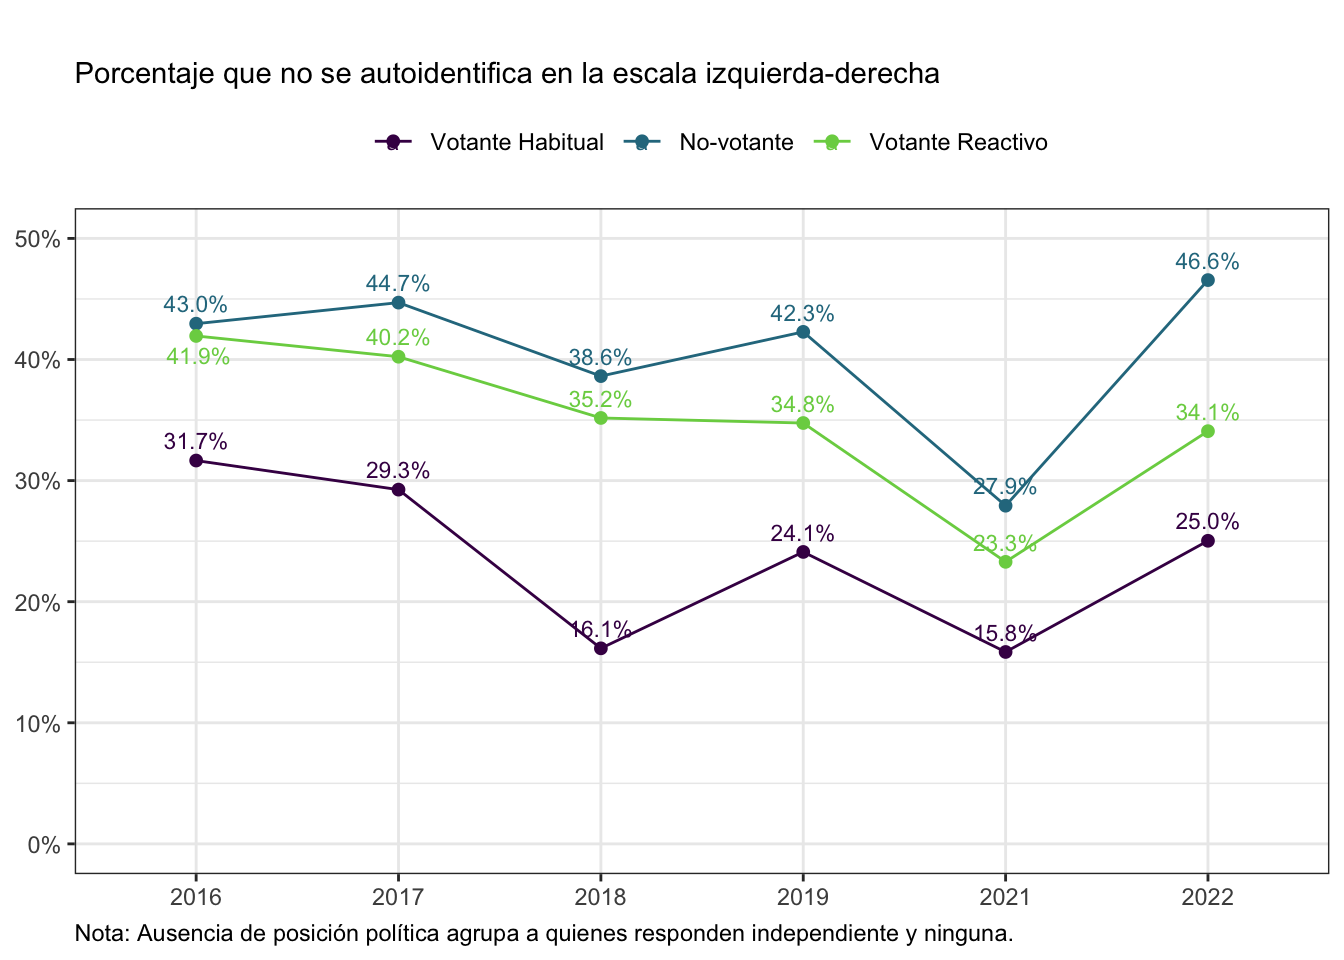 Porcentaje que no se autoidentifica en la escala izquierda-derecha
Votante Habitual No-votante Votante Reactivo
50%
40%
30%
20%
10%
0%
43.0% 44.7% 38.6% 42.3% 27.9% 46.6%
41.9% 40.2% 35.2% 34.8% 23.3% 34.1%
31.7% 29.3% 16.1% 24.1% 15.8% 25.0%
2016 2017 2018 2019 2021 2022
Nota: Ausencia de posición política agrupa a quienes responden independiente y ninguna.